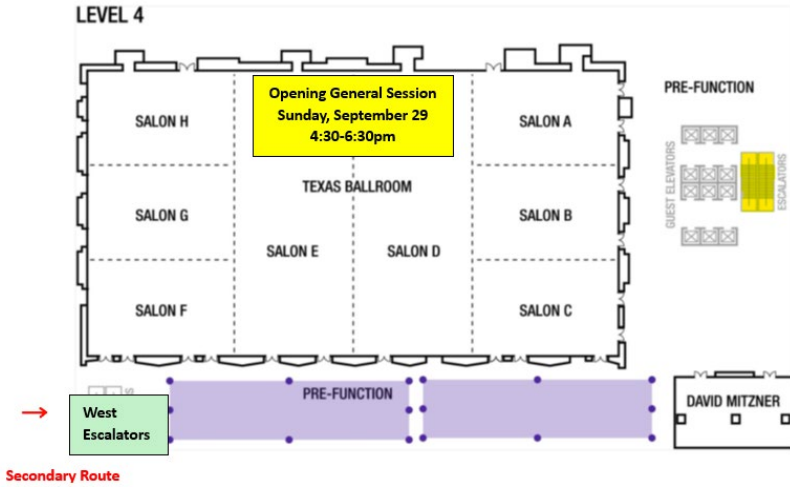 LEVEL 4
Opening General Session
Sunday, September 29
4:30-6:30pm
PRE-FUNCTION
SALON H
SALON A
GUEST ELEVATORS
ESCALATORS
TEXAS BALLROOM
SALON G
SALON B
SALON E
SALON D
SALON F
SALON C
PRE-FUNCTION
DAVID MITZNER
West
Escalators
Secondary Route